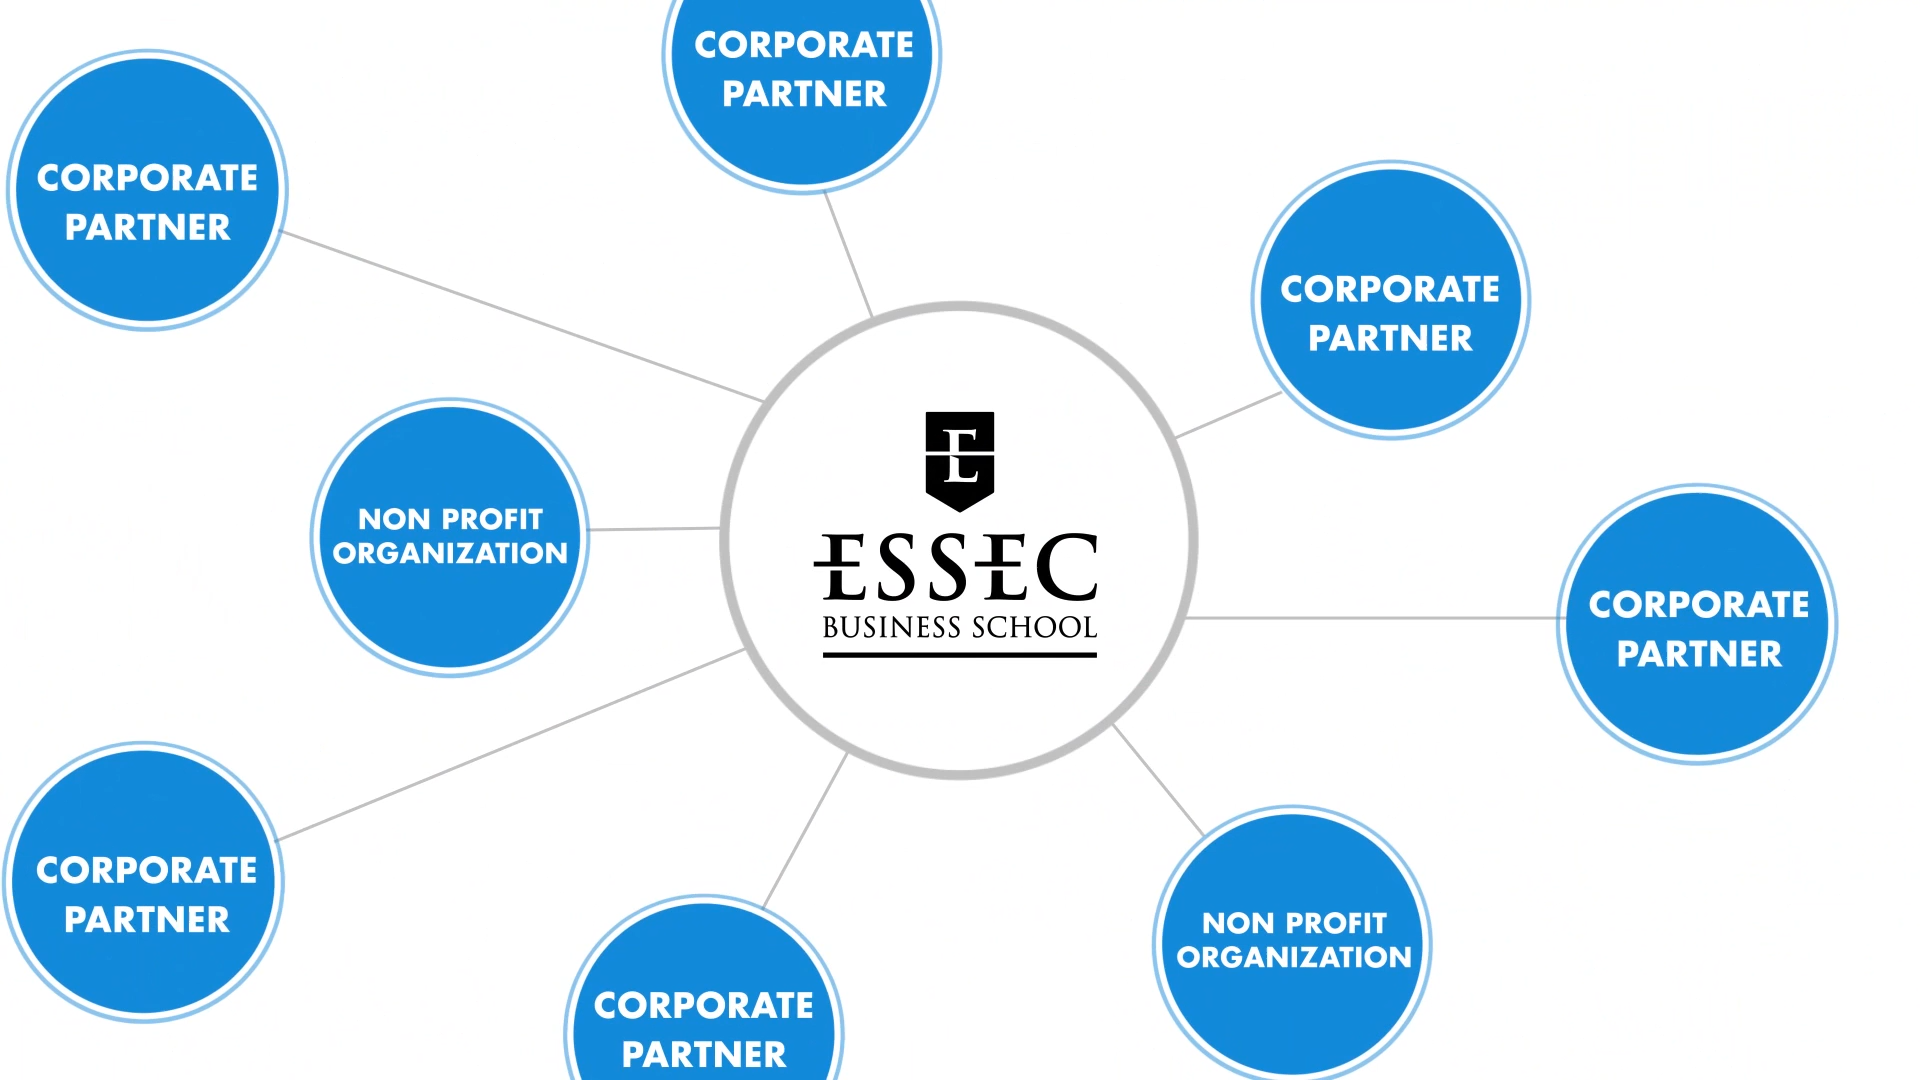 CORPORATE
PARTNER
CORPORATE
PARTNER
CORPORATE
PARTNER
NON PROFIT
ORGANIZATION
E
ESSEC
BUSINESS SCHOOL
CORPORATE
PARTNER
CORPORATE
PARTNER
NON PROFIT
ORGANIZATION
CORPORATE
PARTNER